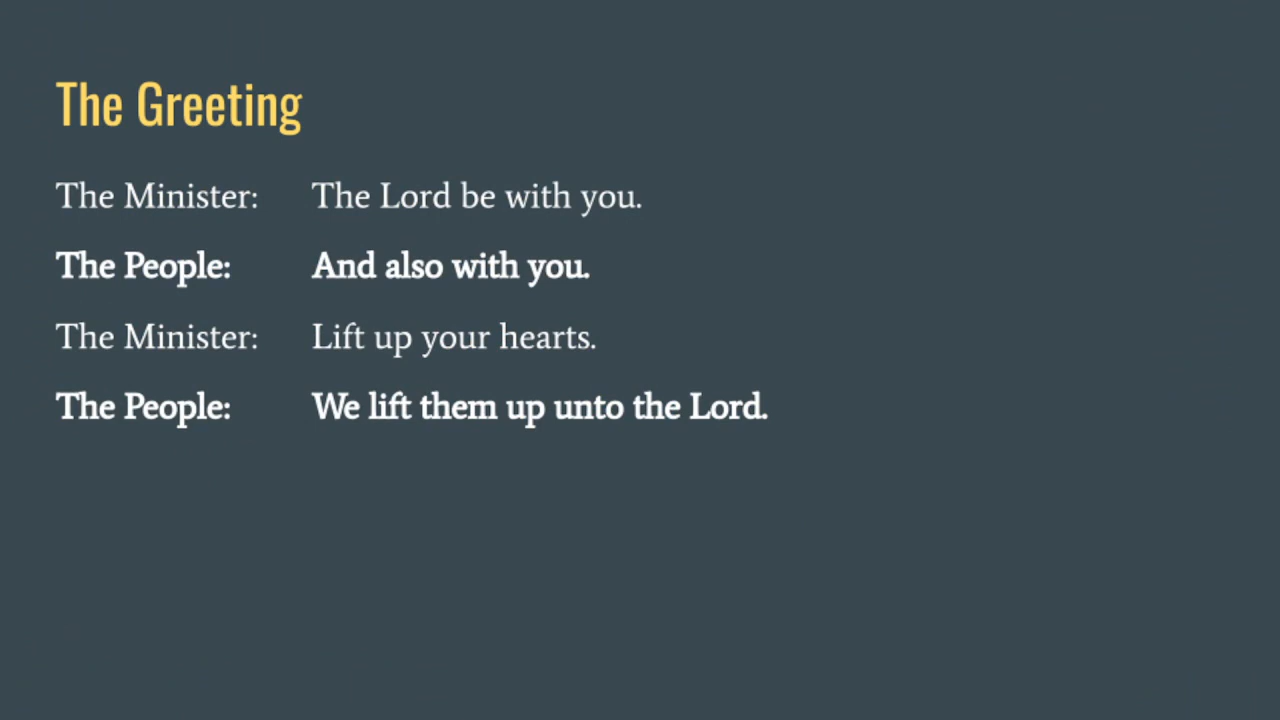 The Greeting
The Minister: The Lord be with you.
The People: And also with you.
The Minister: Lift up your hearts.
The People: We lift them up unto the Lord.